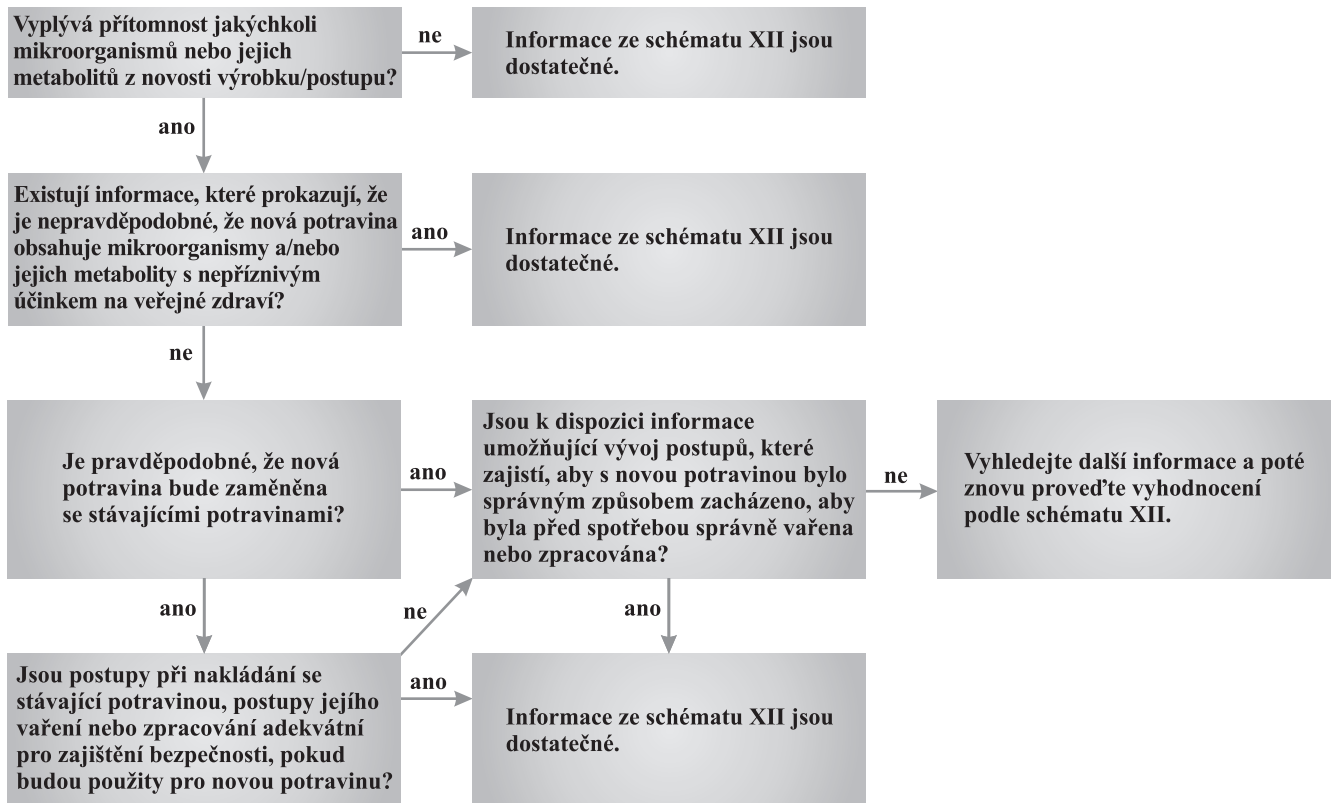 Vyplývá přítomnost jakýchkoli
mikroorganismů nebo jejich
metabolitů z novosti výrobku/postupu?
ne
Informace ze schématu XII jsou
dostatečné.
ano
Existují informace, které prokazují, že
je nepravděpodobné, že nová potravina
obsahuje mikroorganismy a/nebo
jejich metabolity s nepříznivým
účinkem na veřejné zdraví?
ano
Informace ze schématu XII jsou
dostatečné.
ne
Je pravděpodobné, že nová
potravina bude zaměněna
se stávajícími potravinami?
ano
Jsou k dispozici informace
umožňující vývoj postupů, které
zajistí, aby s novou potravinou bylo
správným způsobem zacházeno, aby
byla před spotřebou správně vařena
nebo zpracována?
ne
Vyhledejte další informace a poté
znovu proveďte vyhodnocení
podle schématu XII.
ano
ne
ano
Jsou postupy při nakládání se
stávající potravinou, postupy jejího
vaření nebo zpracování adekvátní
pro zajištění bezpečnosti, pokud
budou použity pro novou potravinu?
ano
Informace ze schématu XII jsou
dostatečné.